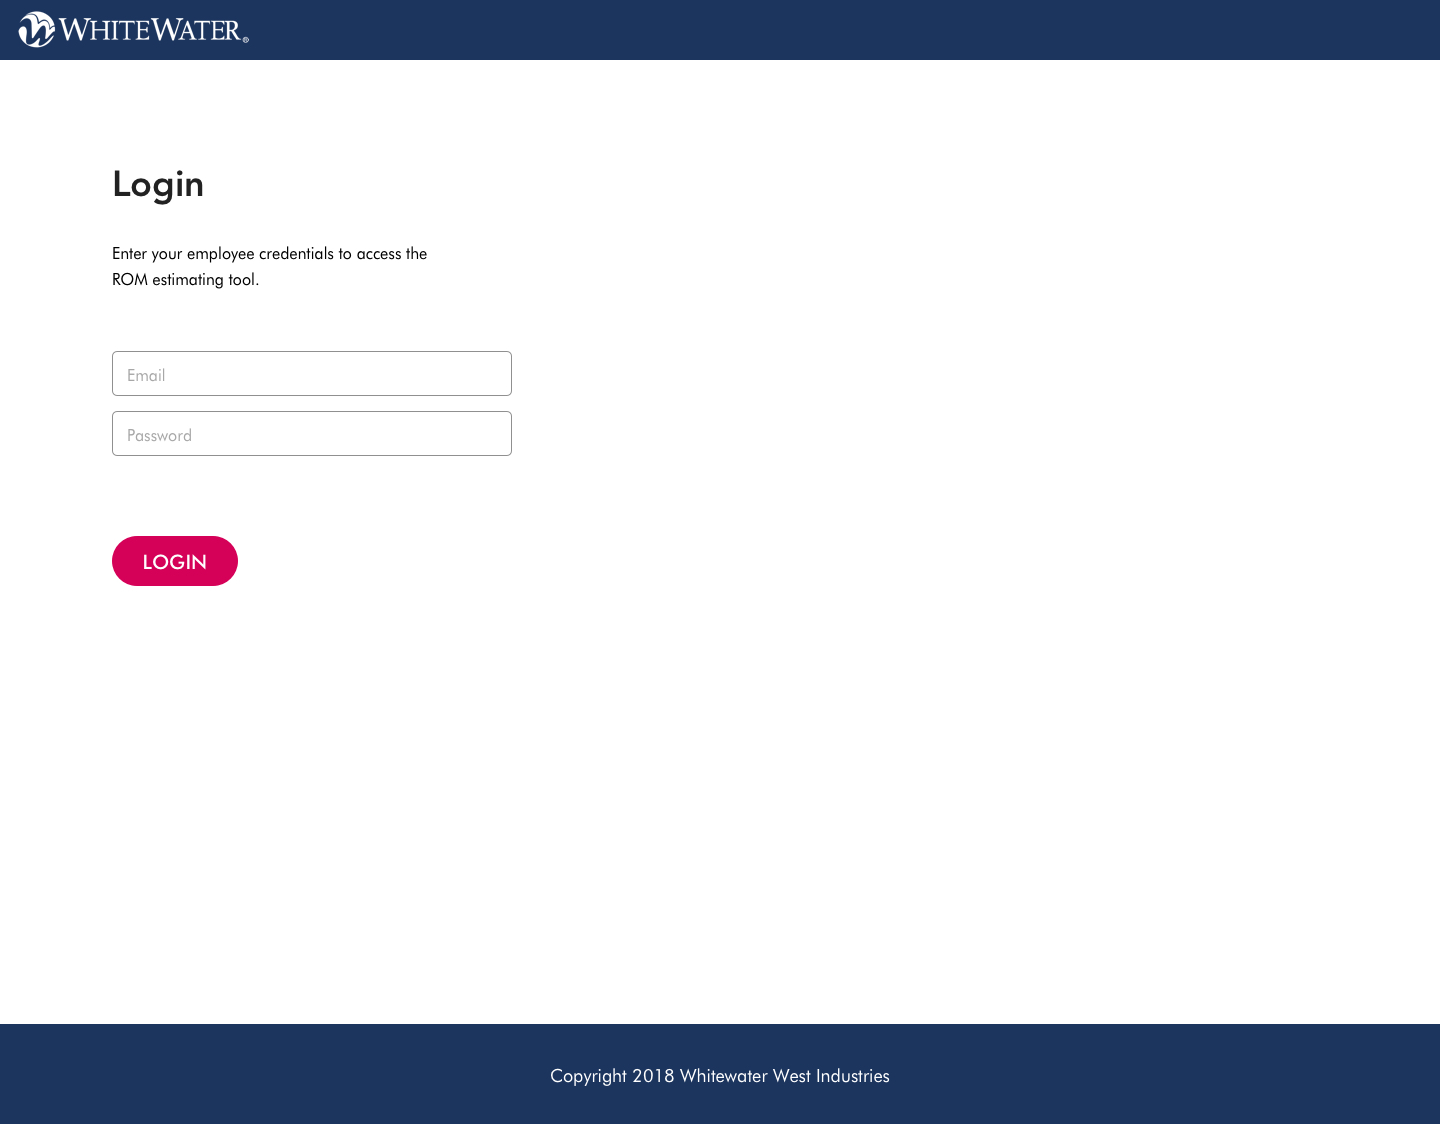 WHITEWATER®
Login
Enter your employee credentials to access the
ROM estimating tool.
Email
Password
LOGIN
Copyright 2018 Whitewater West Industries